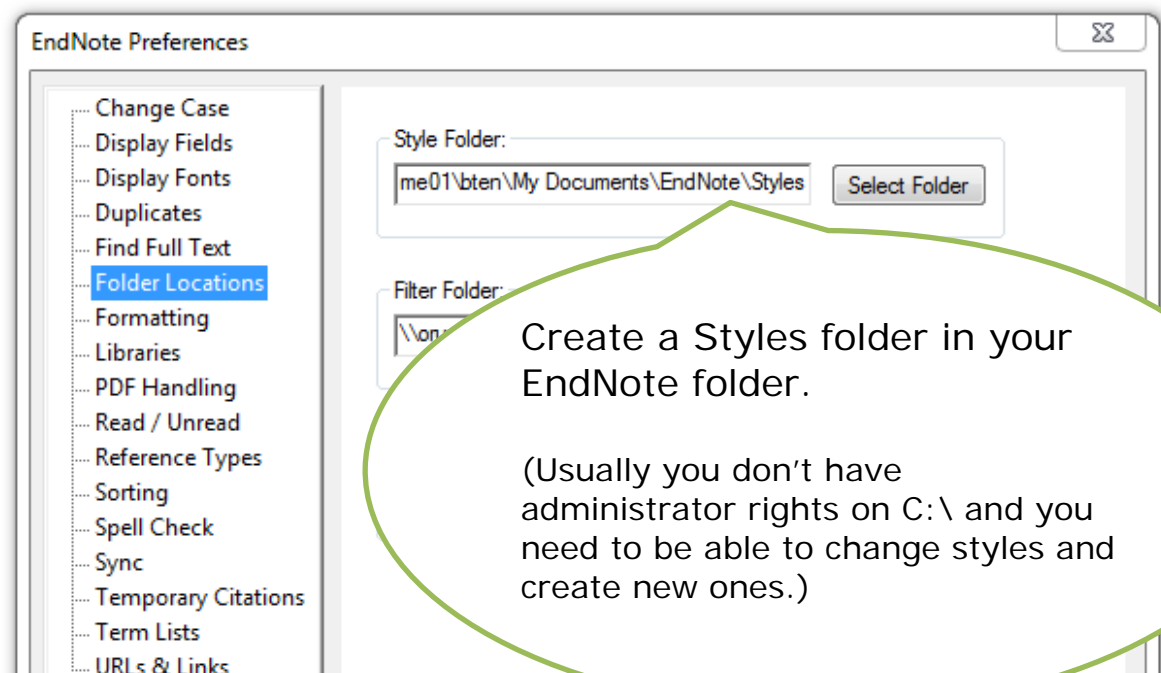 EndNote Preferences
Change Case
Display Fields
Display Fonts
Duplicates
Find Full Text
Folder Locations
Formatting
Libraries
PDF Handling
Read / Unread
Reference Types
Sorting
Spell Check
Sync
Temporary Citations
Term Lists
URLs & Links
Style Folder:
me01\bten\My Documents\EndNote\Styles
Select Folder
Filter Folder:
Create a Styles folder in your
EndNote folder.
(Usually you don’t have
administrator rights on C:\ and you
need to be able to change styles and
create new ones.)